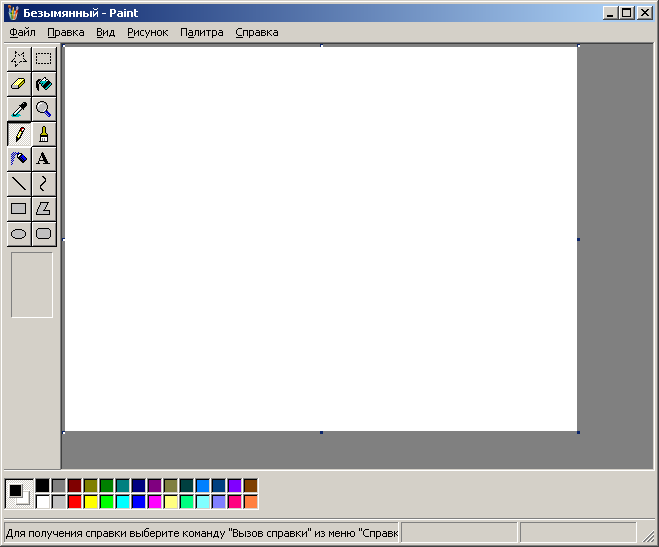 Безымянный - Paint
Файл Правка Вид Рисунок Палитра Справка
A
Для получения справки выберите команду "Вызов справки" из меню "Справк